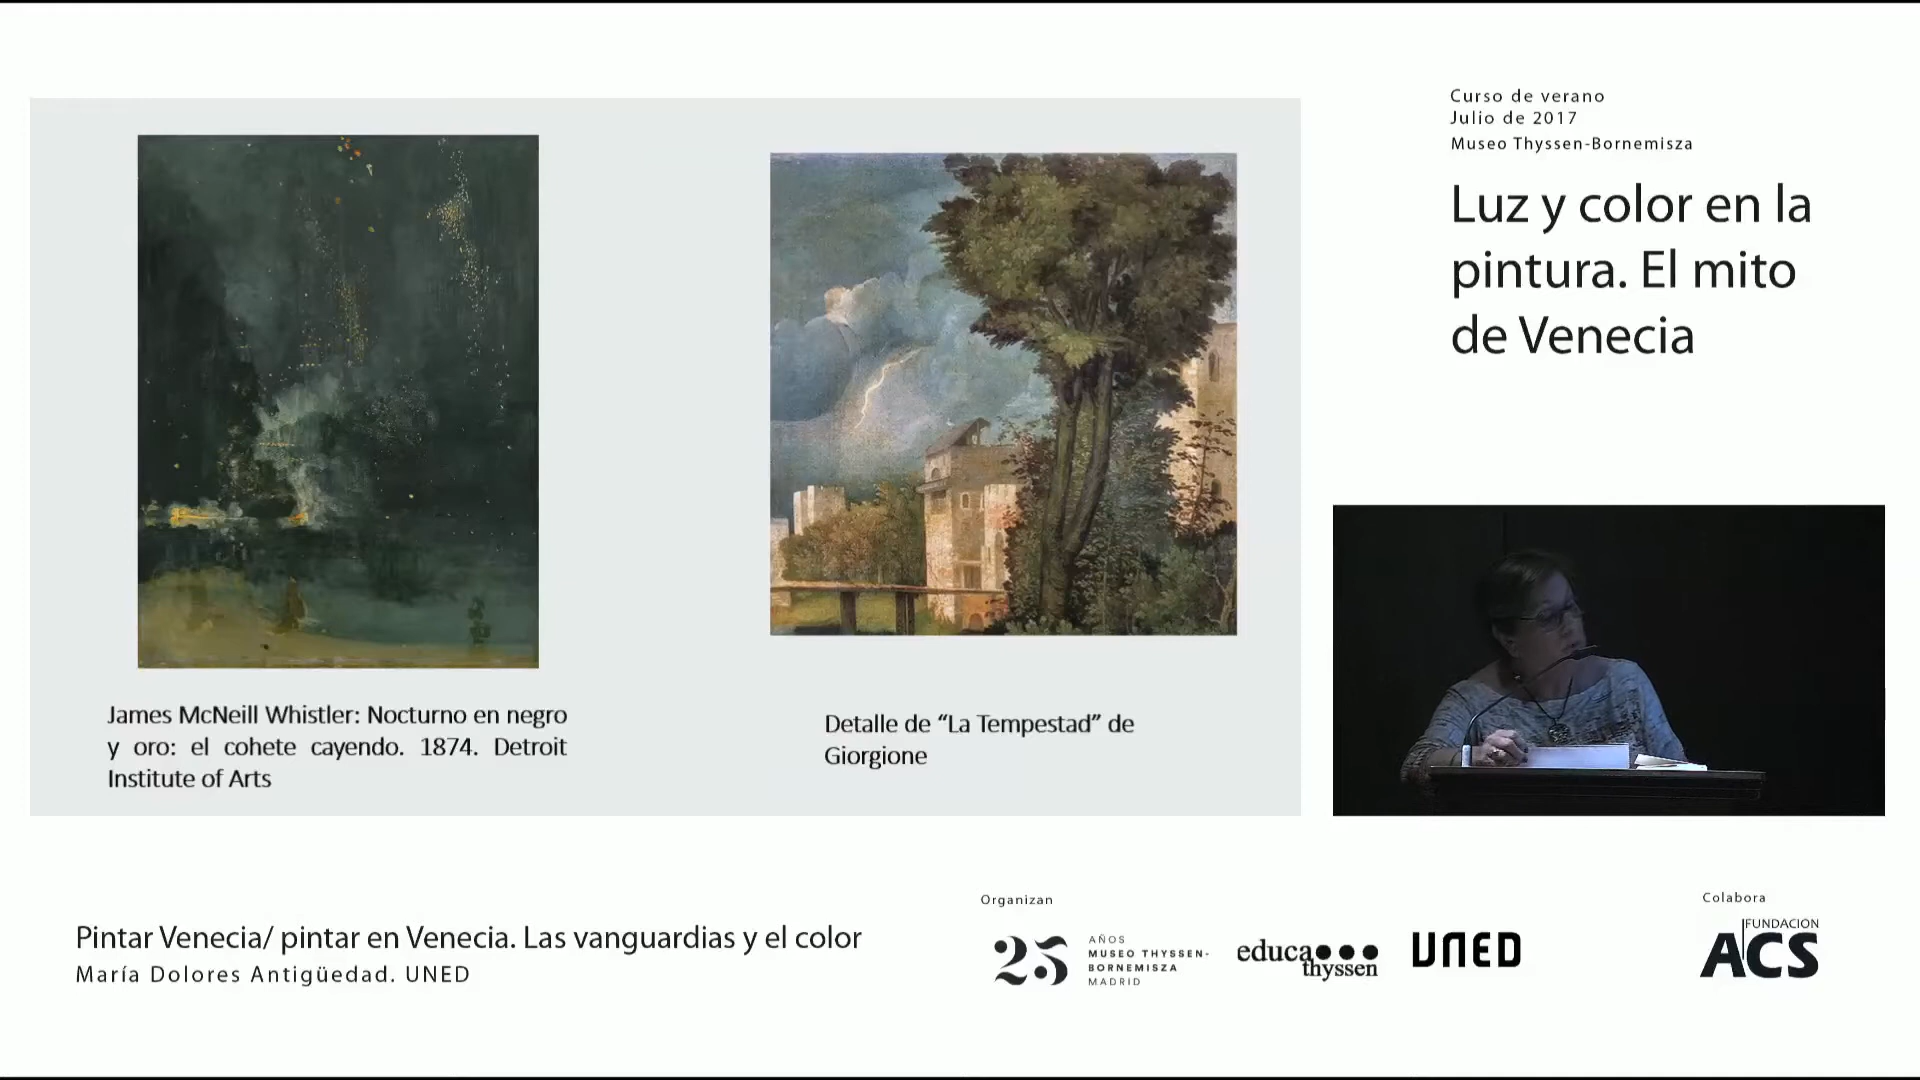 Curso de verano
Julio de 2017
Museo Thyssen-Bornemisza
Luz y color en la
pintura. El mito
de Venecia
James McNeill Whistler: Nocturno en negro
y oro: el cohete cayendo. 1874. Detroit
Institute of Arts
Detalle de “La Tempestad” de
Giorgione
Pintar Venecia/ pintar en Venecia. Las vanguardias y el color
María Dolores Antigüedad. UNED
Organizan
25
AÑOS
MUSEO THYSSEN-
BORNEMISZA
MADRID
educa
thyssen
UNED
Colabora
FUNDACION
ACS